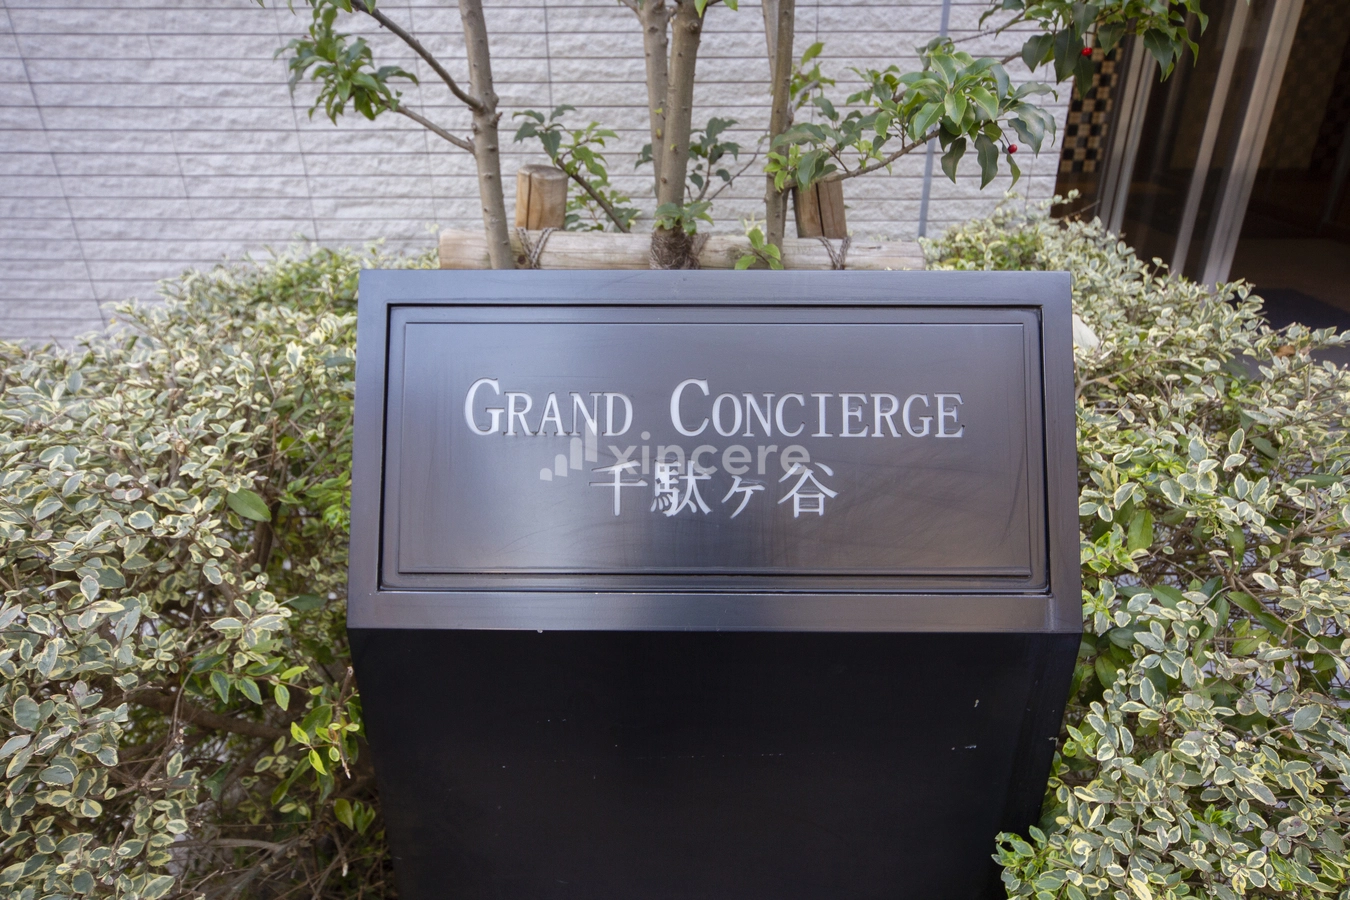 GRAND CONCIERGE
xincere
千駄ヶ谷